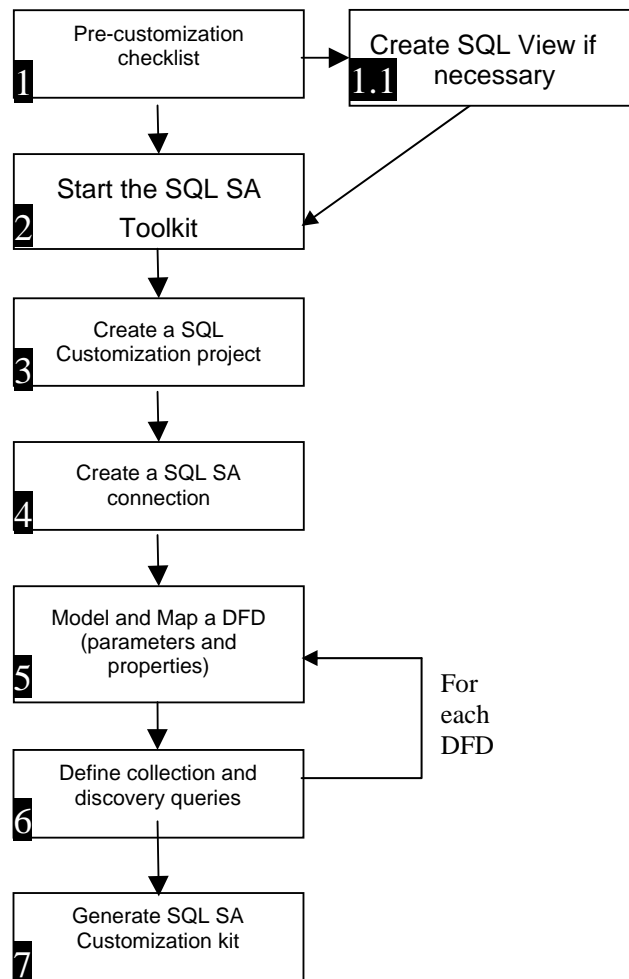 Pre-customization
checklist
1
Create SQL View if
necessary
1.1
Start the SQL SA
Toolkit
2
Create a SQL
Customization project
3
Create a SQL SA
connection
4
Model and Map a DFD
(parameters and
properties)
5
For
each
DFD
Define collection and
discovery queries
6
Generate SQL SA
Customization kit
7